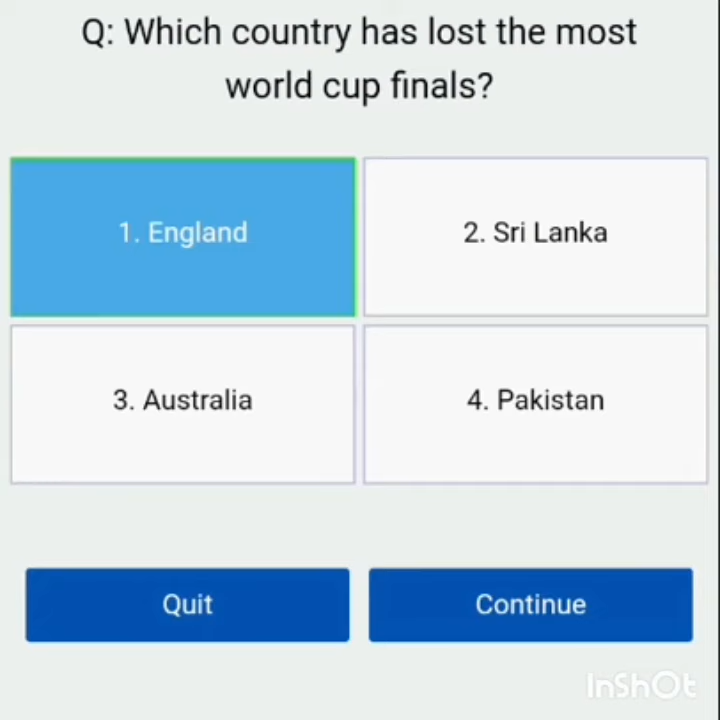 Q: Which country has lost the most
world cup finals?
1. England
2. Sri Lanka
3. Australia
4. Pakistan
Quit
Continue
InShOt